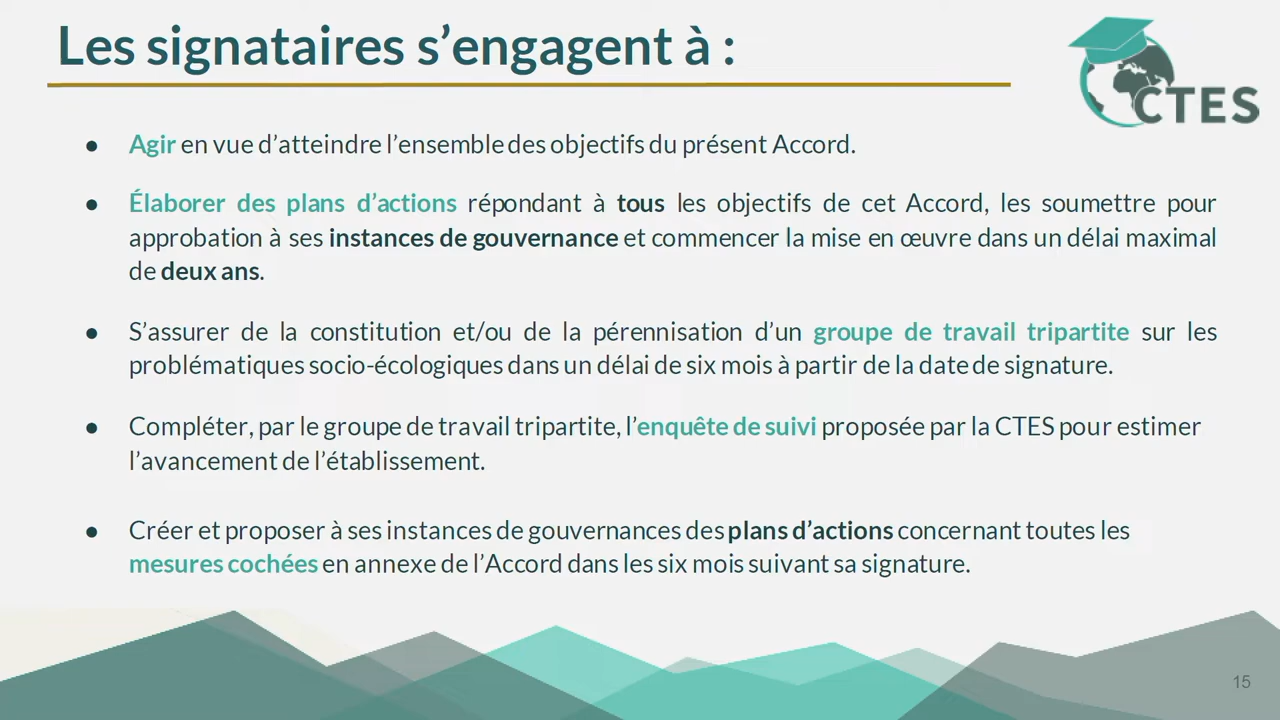 Les signataires s’engagent à :
CTES
● Agir en vue d’atteindre l’ensemble des objectifs du présent Accord.
● Élaborer des plans d’actions répondant à tous les objectifs de cet Accord, les soumettre pour
approbation à ses instances de gouvernance et commencer la mise en œuvre dans un délai maximal
de deux ans.
● S’assurer de la constitution et/ou de la pérennisation d’un groupe de travail tripartite sur les
problématiques socio-écologiques dans un délai de six mois à partir de la date de signature.
● Compléter, par le groupe de travail tripartite, l’enquête de suivi proposée par la CTES pour estimer
l’avancement de l’établissement.
● Créer et proposer à ses instances de gouvernances des plans d’actions concernant toutes les
mesures cochées en annexe de l’Accord dans les six mois suivant sa signature.
15